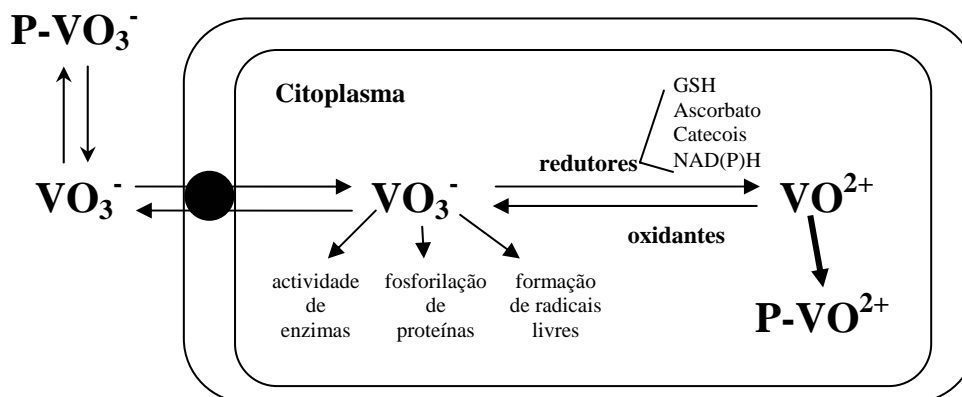 P-VO₃⁻
Citoplasma
GSH
Ascorbato
Catecois
NAD(P)H
redutores
VO₃⁻
VO₃⁻
VO²⁺
oxidantes
actividade
de
enzimas
fosforilação
de
proteínas
formação
de radicais
livres
P-VO²⁺